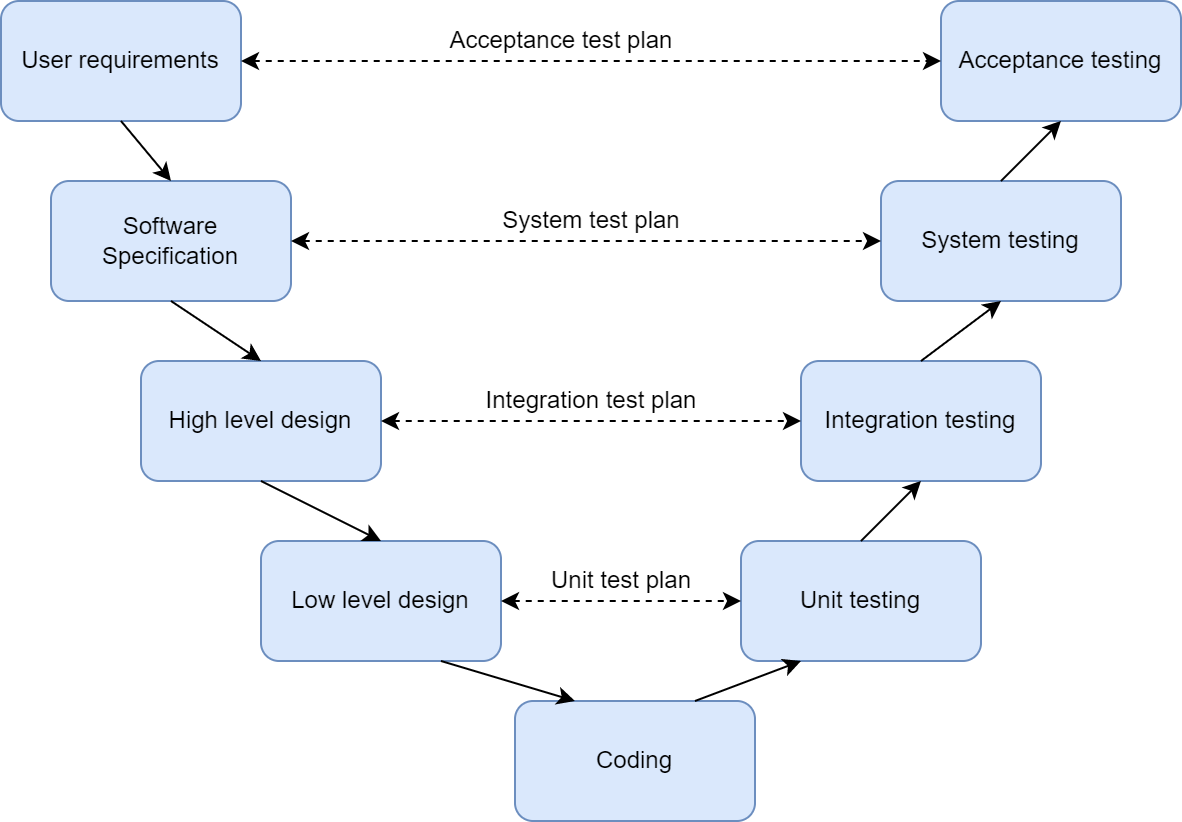 User requirements
Acceptance test plan
Acceptance testing
Software
Specification
System test plan
System testing
High level design
Integration test plan
Integration testing
Low level design
Unit test plan
Unit testing
Coding